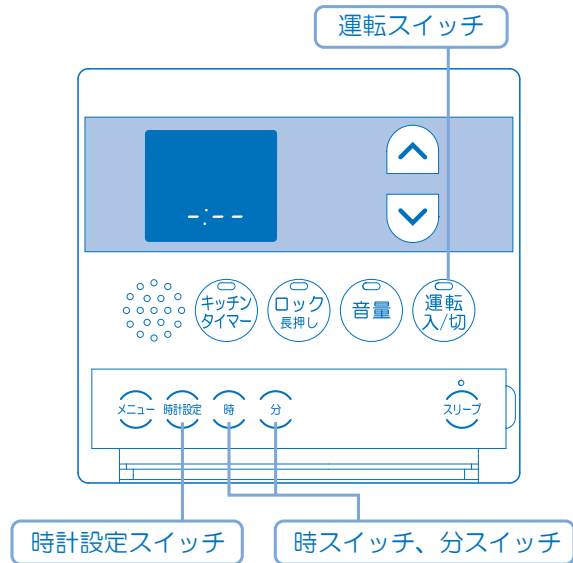 運転スイッチ
-:--
キッチン
タイマー
ロック
長押し
音量
運転
入/切
メニュー
時計設定
時
分
スリープ
時計設定スイッチ
時スイッチ、分スイッチ